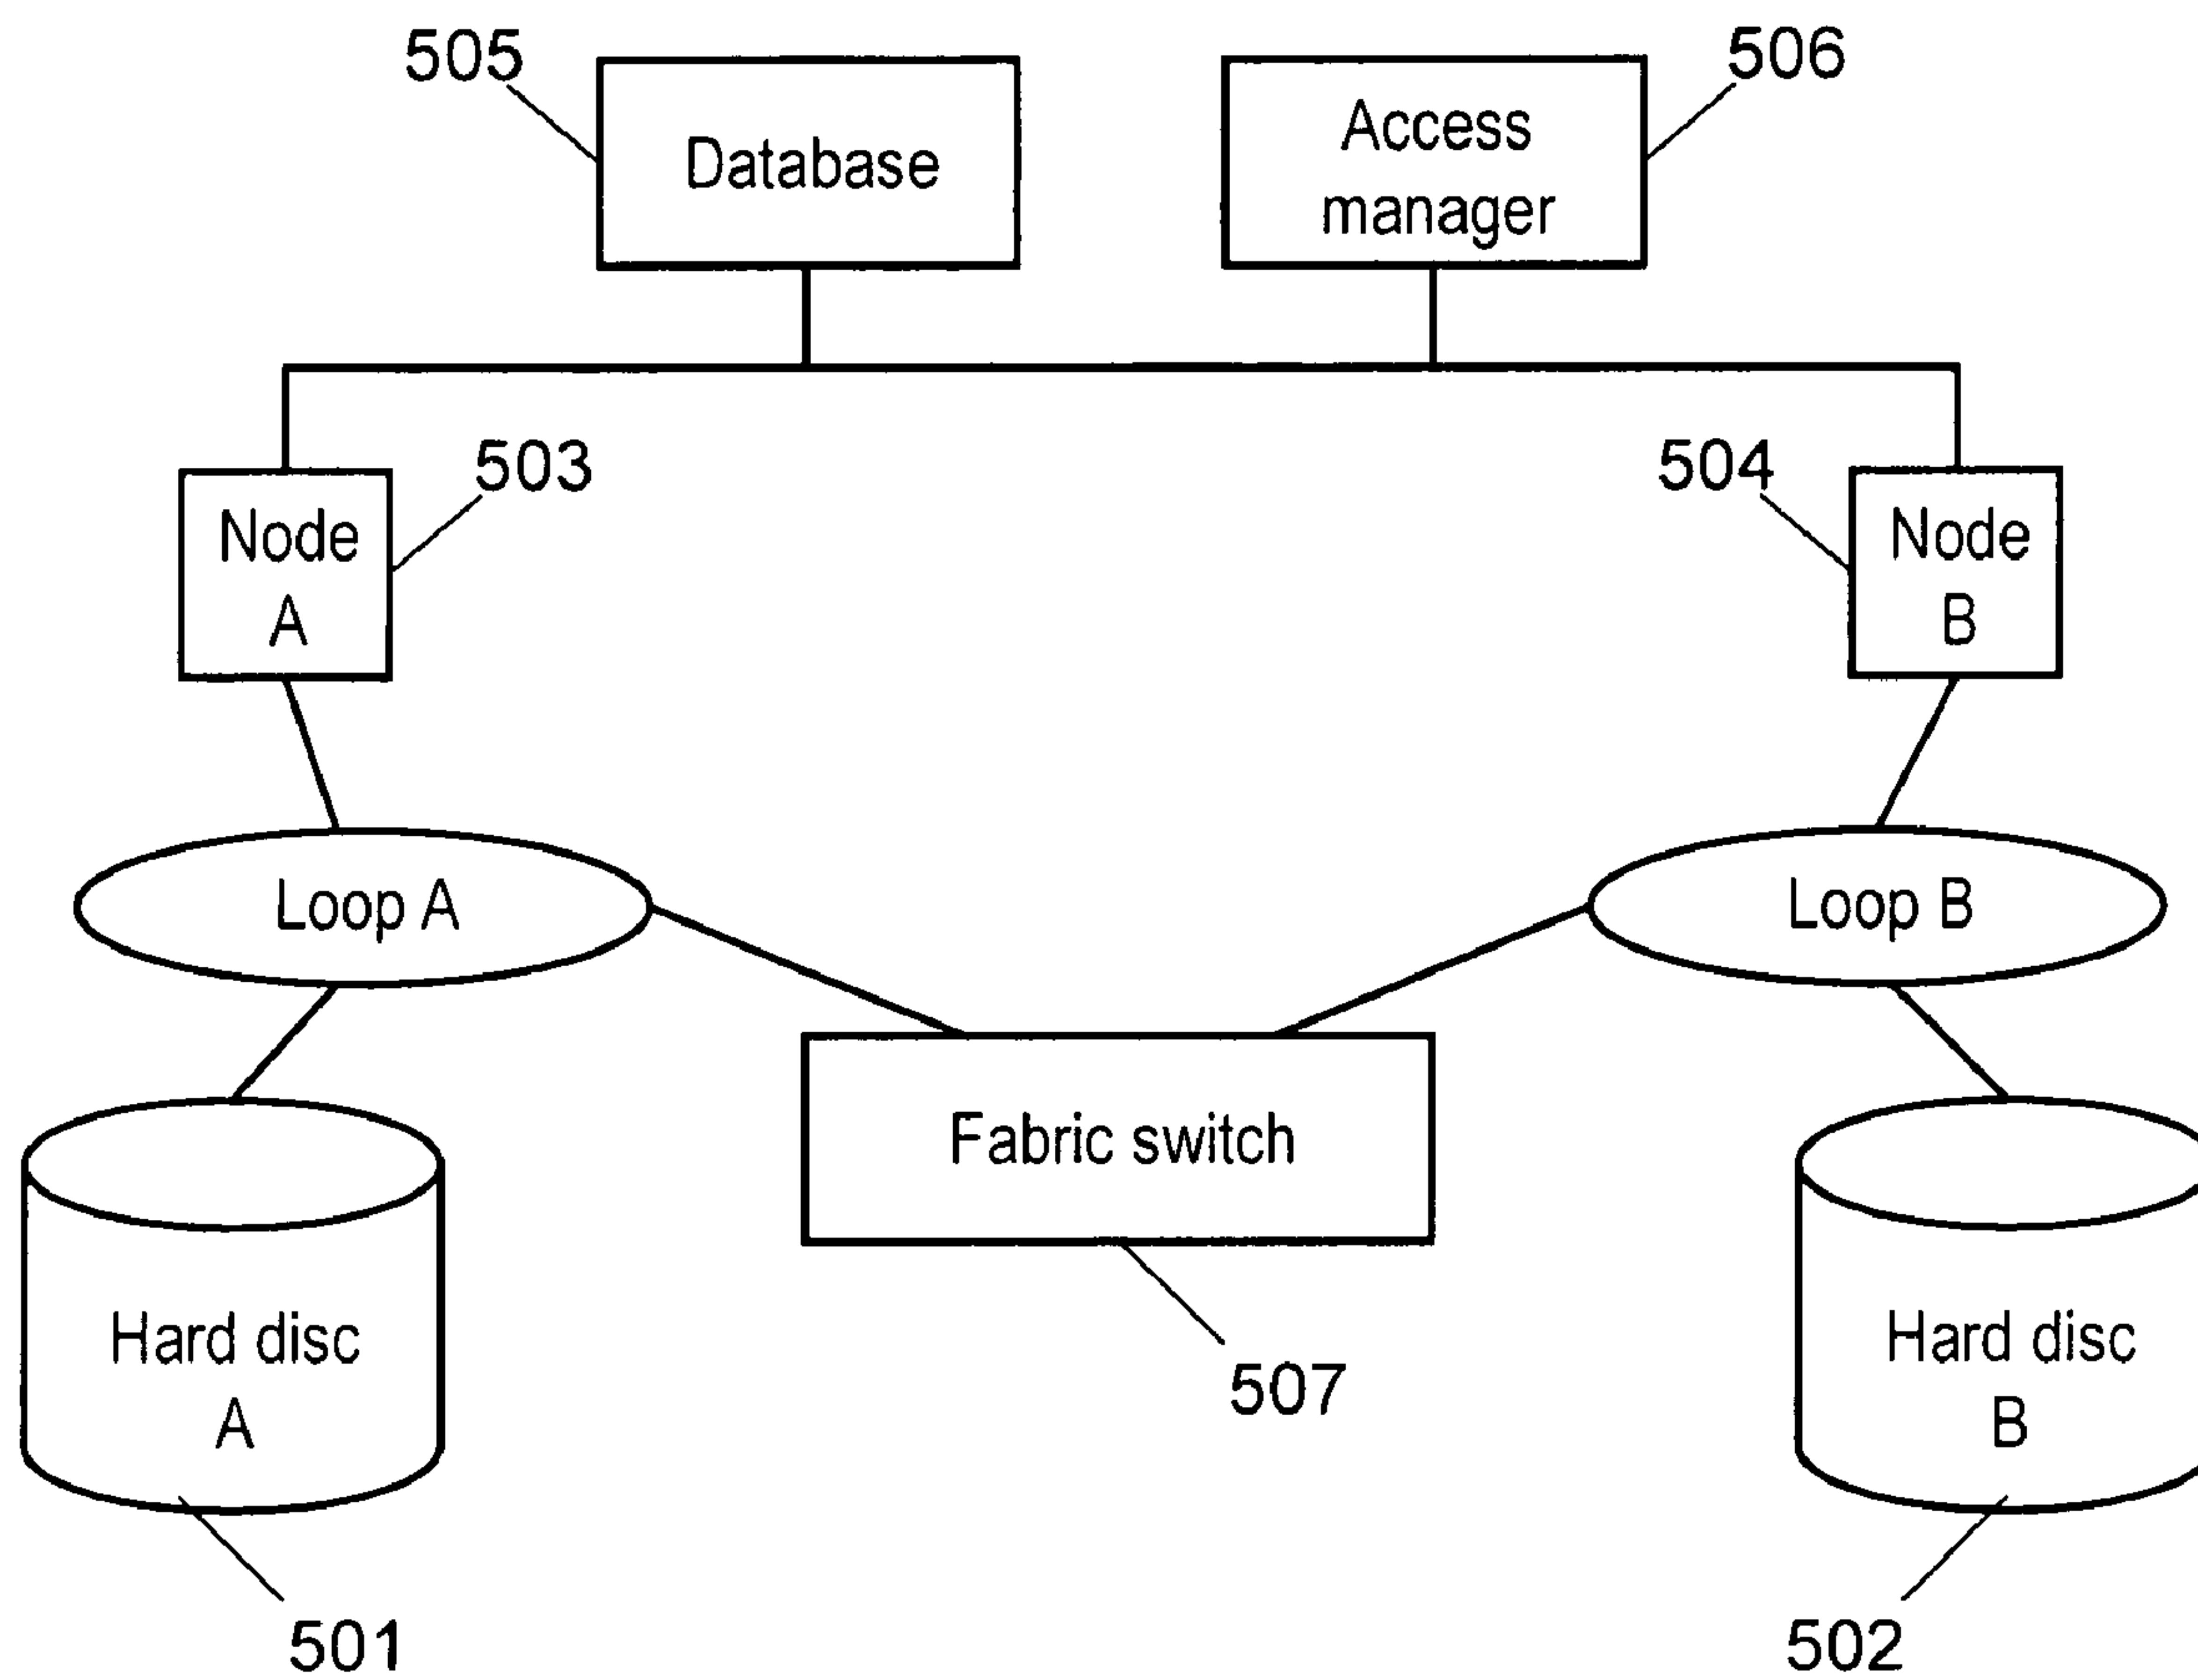 505
Database
Access
manager
506
Node
A
503
504
Node
B
Loop A
Loop B
Fabric switch
507
Hard disc
A
Hard disc
B
501
502